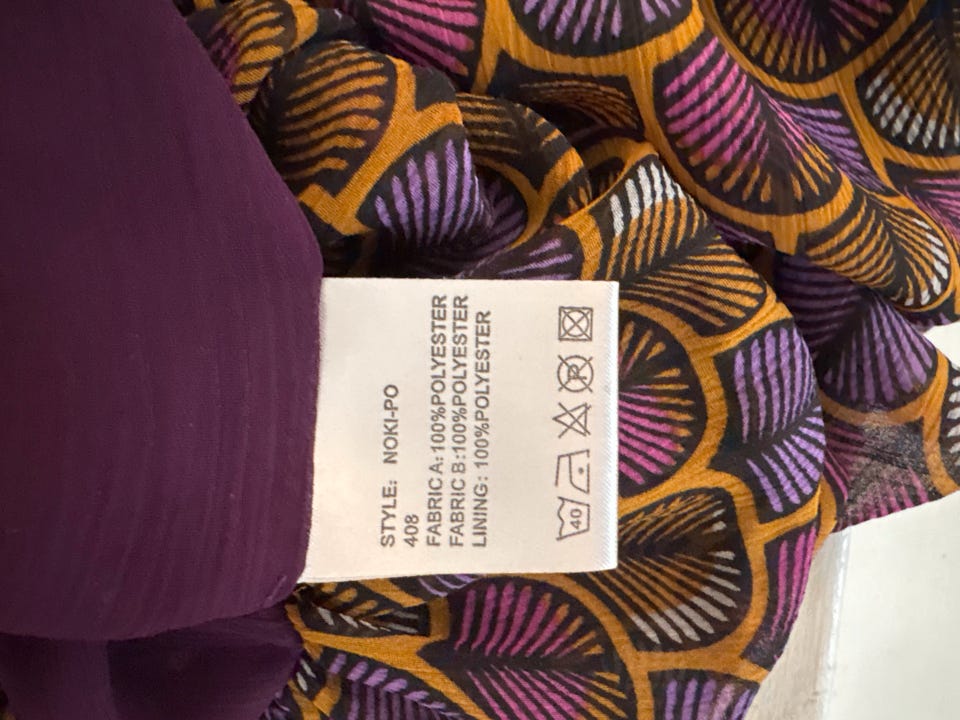 STYLE: NOKI-PO
408
FABRIC A:100%POLYESTER
FABRIC B:100%POLYESTER
LINING: 100%POLYESTER
40 P